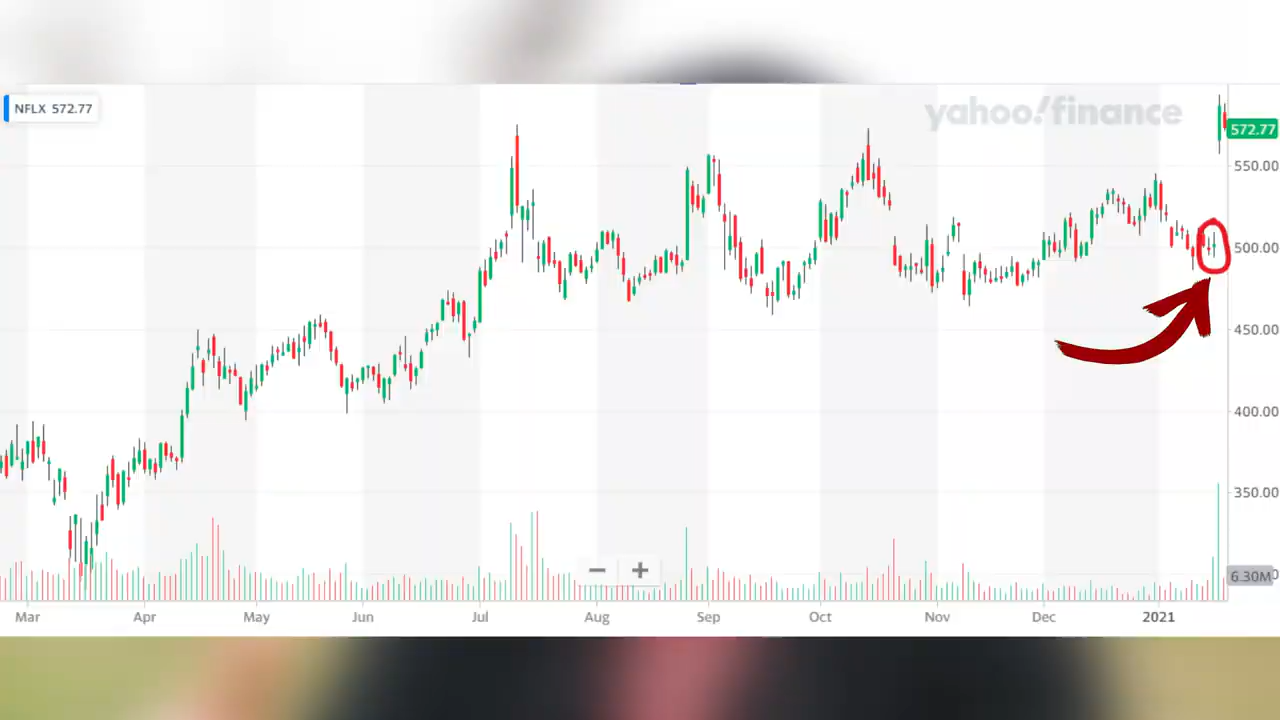 NFLX 572.77
yahoo!finance
572.77
550.00
500.00
450.00
400.00
350.00
6.30M
Mar Apr May Jun Jul Aug Sep Oct Nov Dec 2021